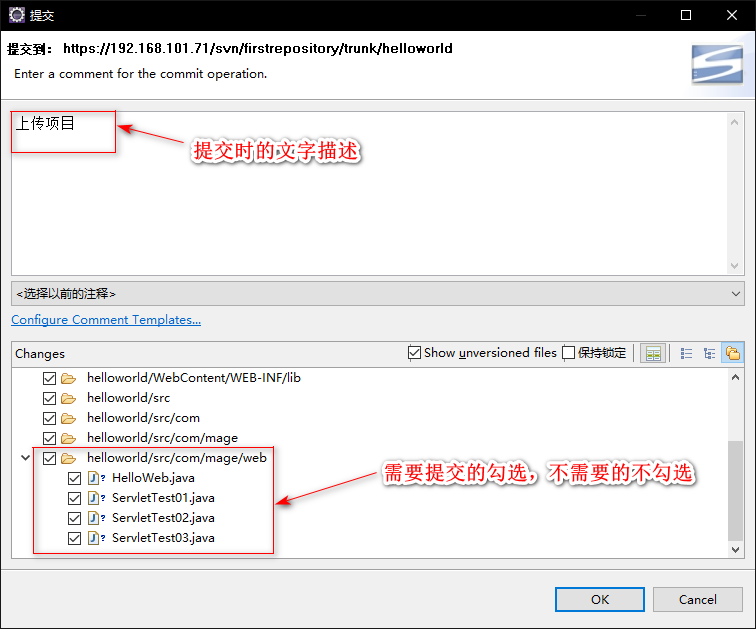 提交
提交到： https://192.168.101.71/svn/firstrepository/trunk/helloworld
Enter a comment for the commit operation.
上传项目
提交时的文字描述
<选择以前的注释>
Configure Comment Templates...
Changes
Show unversioned files
保持锁定
helloworld/WebContent/WEB-INF/lib
helloworld/src
helloworld/src/com
helloworld/src/com/mage
helloworld/src/com/mage/web
需要提交的勾选，不需要的不勾选
HelloWeb.java
ServletTest01.java
ServletTest02.java
ServletTest03.java
OK
Cancel